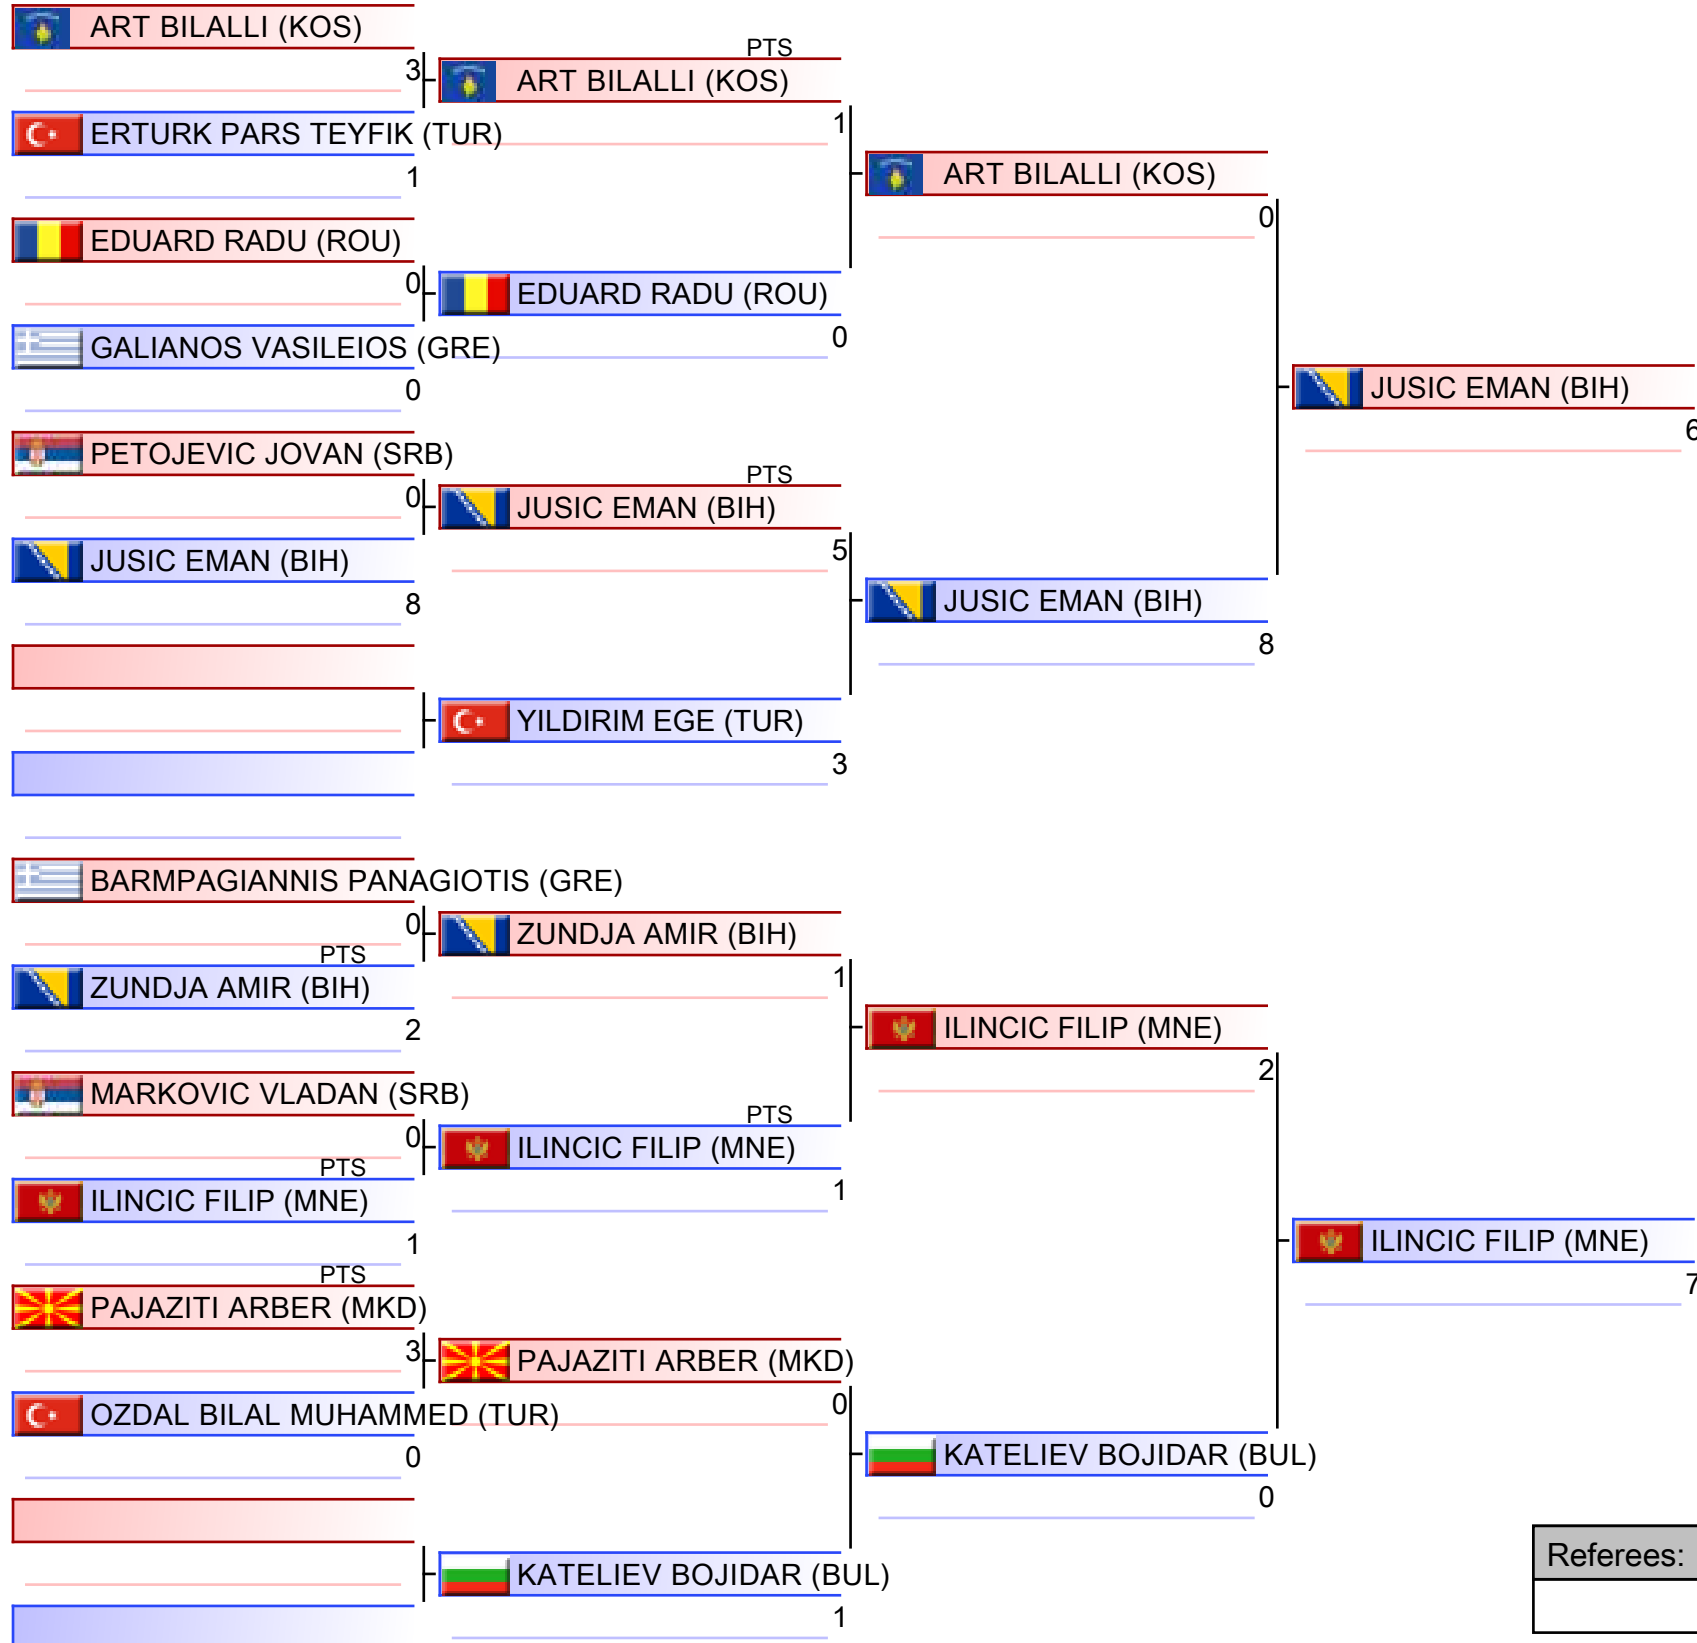 ART BILALLI (KOS)
3
ERTURK PARS TEYFIK (TUR)
1
EDUARD RADU (ROU)
0
GALIANOS VASILEIOS (GRE)
0
PETOJEVIC JOVAN (SRB)
0
JUSIC EMAN (BIH)
8
BARMPAGIANNIS PANAGIOTIS (GRE)
0
PTS
ZUNDJA AMIR (BIH)
2
MARKOVIC VLADAN (SRB)
0
PTS
ILINCIC FILIP (MNE)
1
PTS
PAJAZITI ARBER (MKD)
3
OZDAL BILAL MUHAMMED (TUR)
0
PTS
ART BILALLI (KOS)
1
EDUARD RADU (ROU)
0
PTS
JUSIC EMAN (BIH)
5
YILDIRIM EGE (TUR)
3
ZUNDJA AMIR (BIH)
1
PTS
ILINCIC FILIP (MNE)
1
PAJAZITI ARBER (MKD)
0
KATELIEV BOJIDAR (BUL)
1
ART BILALLI (KOS)
0
JUSIC EMAN (BIH)
8
ILINCIC FILIP (MNE)
2
KATELIEV BOJIDAR (BUL)
0
JUSIC EMAN (BIH)
6
ILINCIC FILIP (MNE)
7
Referees: